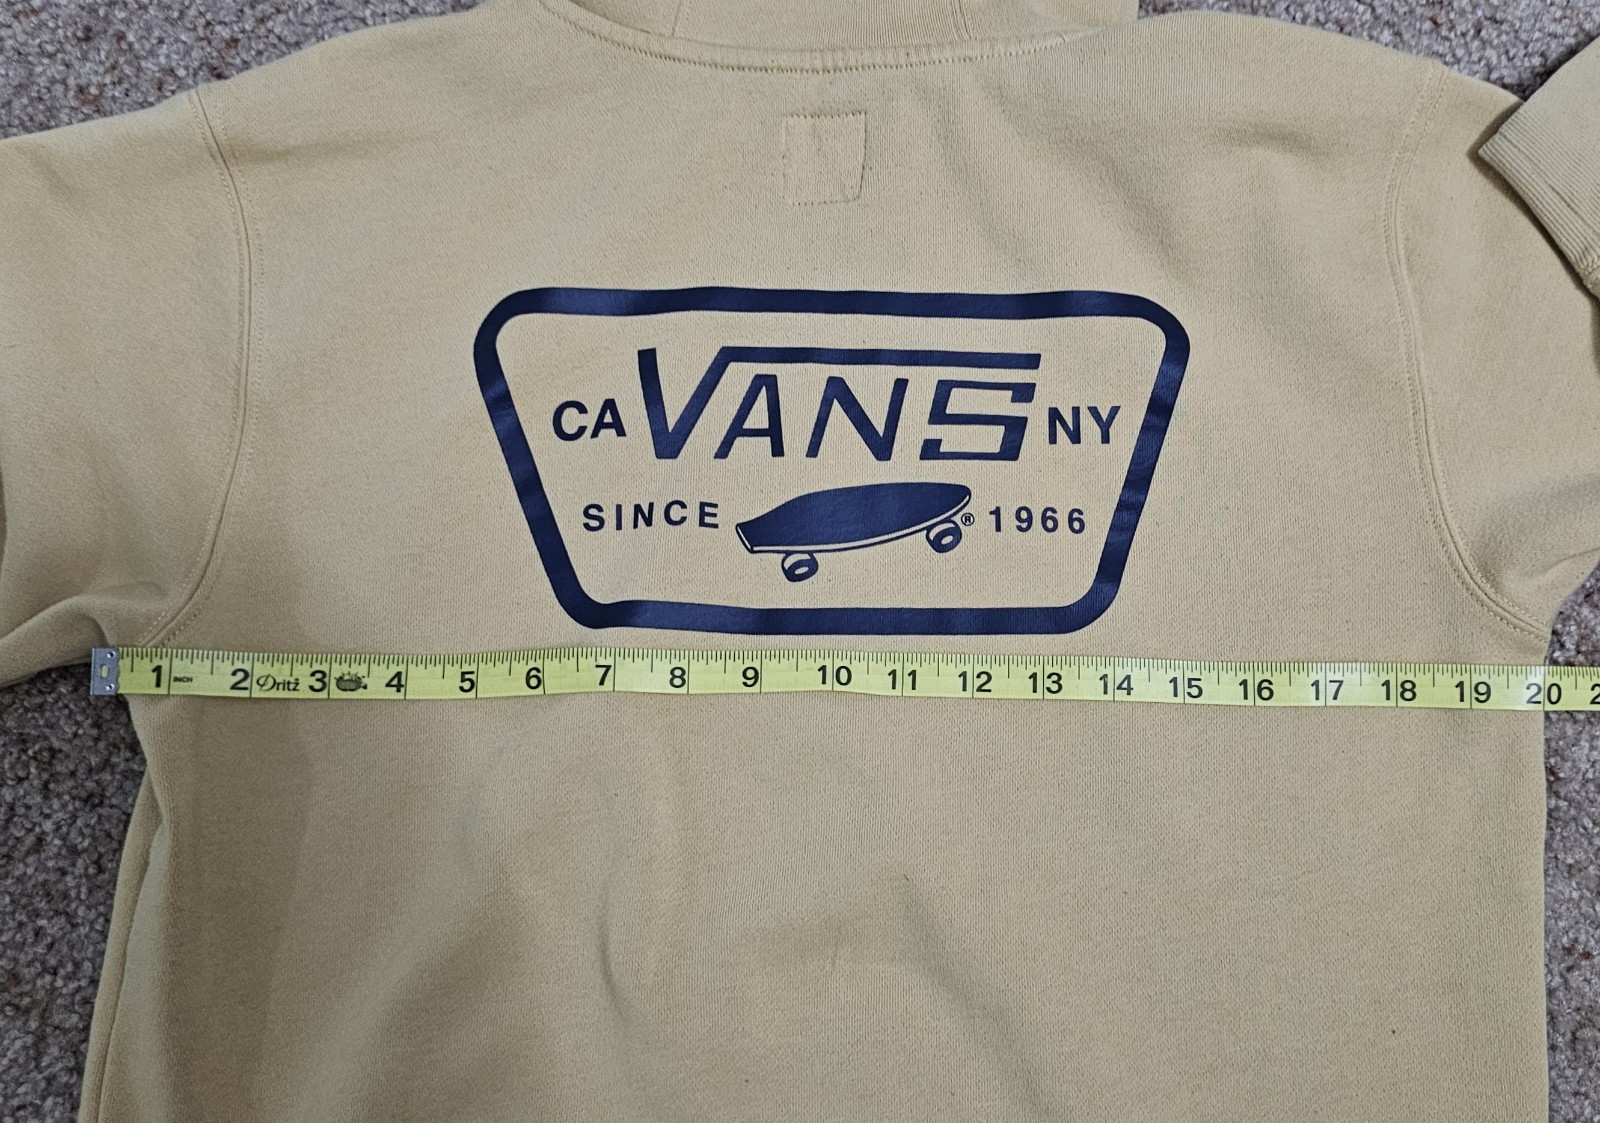 CA VANS NY
SINCE ® 1966
1 INCH 2 Dritz 3 4 5 6 7 8 9 10 11 12 13 14 15 16 17 18 19 20